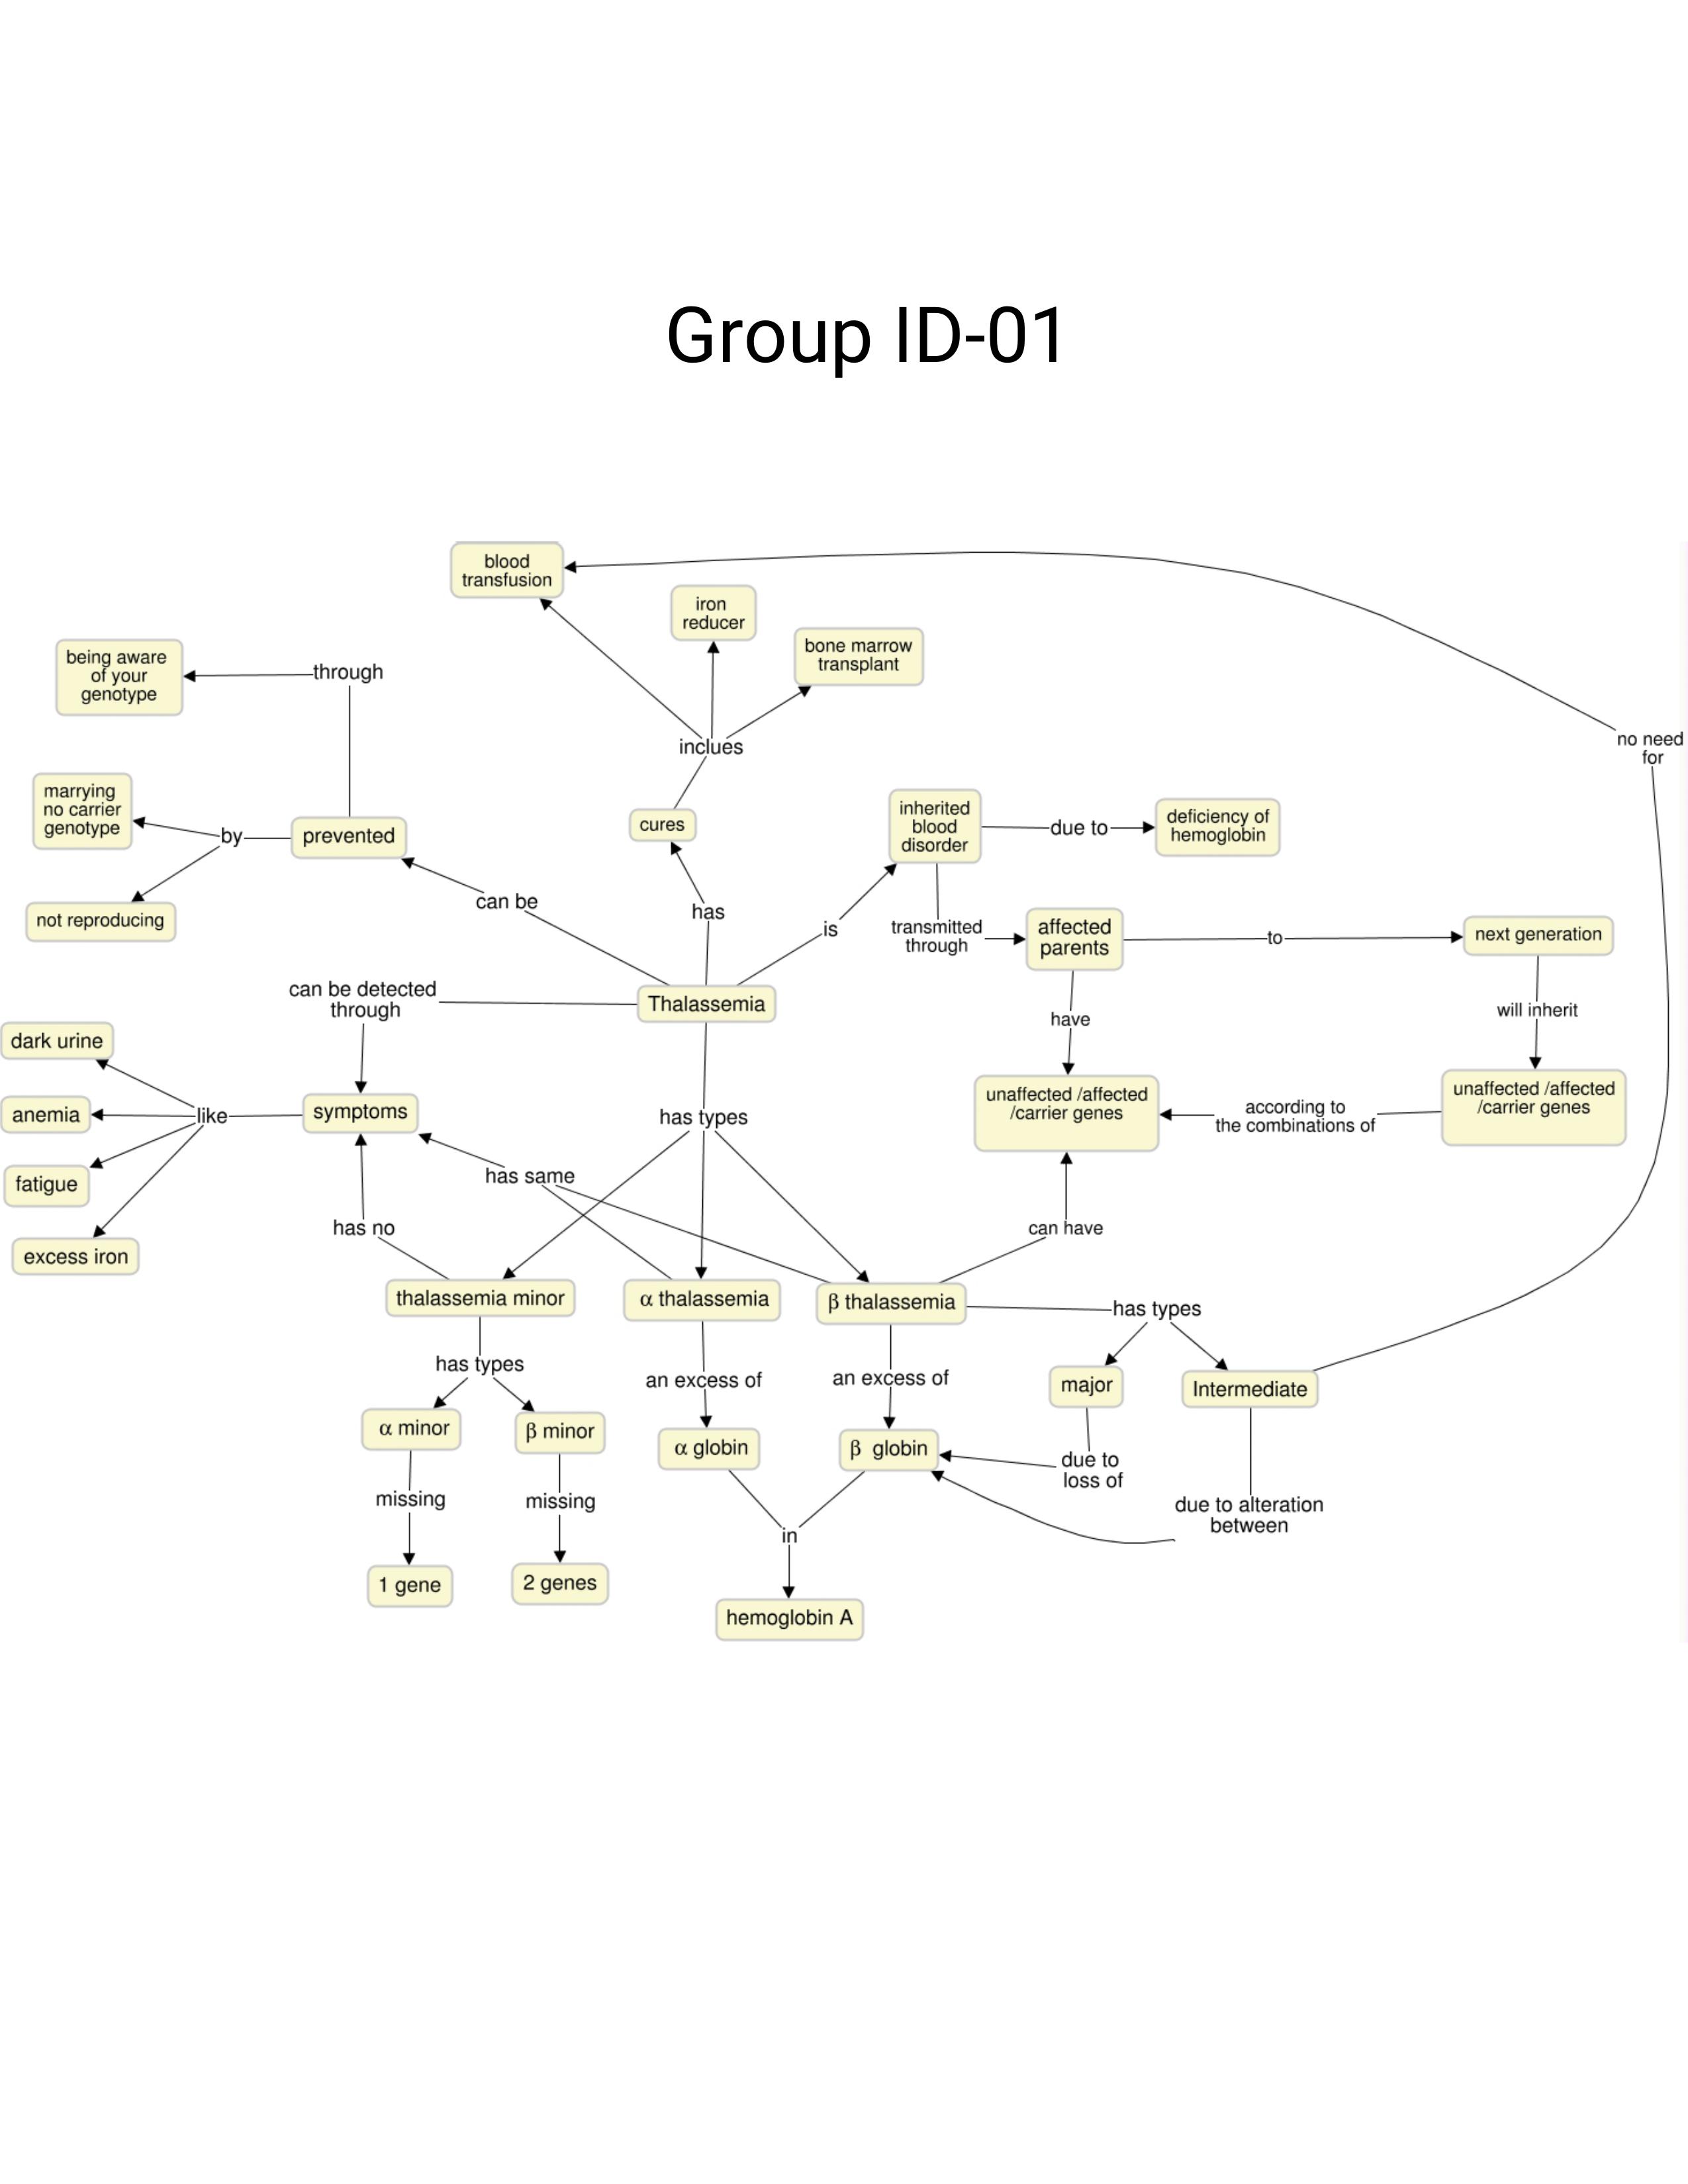 Group ID-01
blood
transfusion
iron
reducer
bone marrow
transplant
being aware
of your
genotype
through
no need
for
inclues
marrying
no carrier
genotype
by
prevented
cures
inherited
blood
disorder
due to
deficiency of
hemoglobin
not reproducing
can be
has
is
transmitted
through
affected
parents
to
next generation
can be detected
through
Thalassemia
have
will inherit
dark urine
anemia
like
symptoms
has types
unaffected /affected
/carrier genes
according to
the combinations of
unaffected /affected
/carrier genes
fatigue
has same
excess iron
has no
can have
thalassemia minor
α thalassemia
β thalassemia
has types
has types
an excess of
an excess of
major
Intermediate
α minor
β minor
α globin
β globin
due to
loss of
missing
missing
in
due to alteration
between
1 gene
2 genes
hemoglobin A